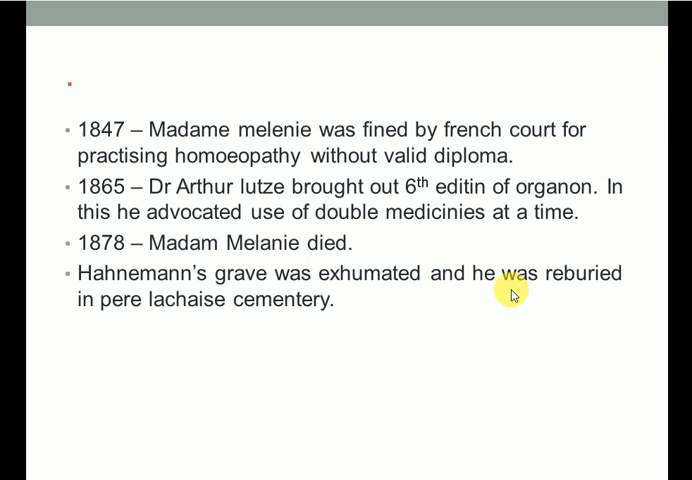 • 1847 – Madame melenie was fined by french court for
practising homoeopathy without valid diploma.
• 1865 – Dr Arthur lutze brought out 6th editin of organon. In
this he advocated use of double medicinies at a time.
• 1878 – Madam Melanie died.
• Hahnemann's grave was exhumated and he was reburied
in pere lachaise cementery.